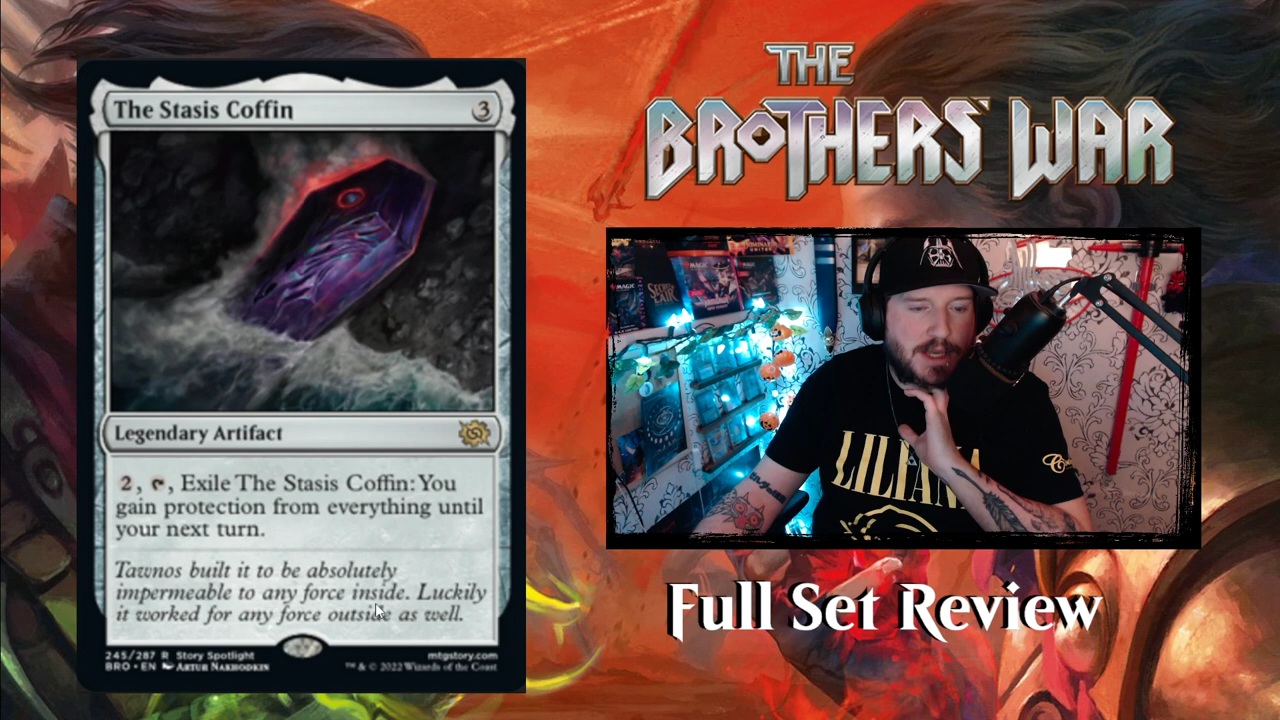 The Stasis Coffin 3
Legendary Artifact
2, , Exile The Stasis Coffin: You
gain protection from everything until
your next turn.
Tawnos built it to be absolutely
impermeable to any force inside. Luckily
it worked for any force outside as well.
245/287 R Story Spotlight
mtgstory.com
BRO • EN Artur Nakhodkin
™ & © 2022 Wizards of the Coast
THE
BROTHERS' WAR
SECRET
LAIR
LILIANA
Full Set Review